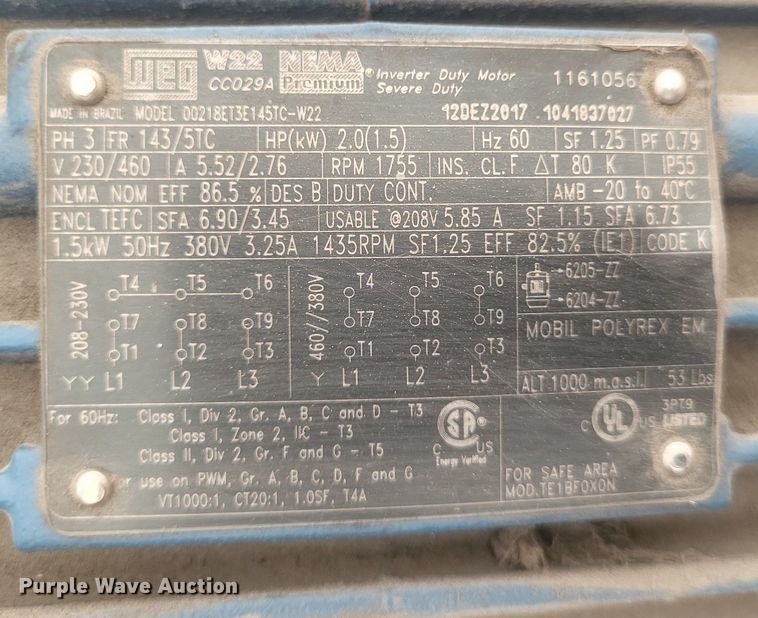 WEG W22 NEMA Premium
CC029A
® Inverter Duty Motor
Severe Duty
1161056
MADE IN BRAZIL MODEL 00218ET3E145TC-W22 12DEZ2017 1041837027
PH 3 FR 143/5TC HP(kW) 2.0(1.5) Hz 60 SF 1.25 PF 0.79
V 230/460 A 5.52/2.76 RPM 1755 INS. CL. F ΔT 80 K IP55
NEMA NOM EFF 86.5 % DES B DUTY CONT. AMB -20 to 40°C
ENCL TEFC SFA 6.90/3.45 USABLE @208V 5.85 A SF 1.15 SFA 6.73
1.5kW 50Hz 380V 3.25A 1435RPM SF1.25 EFF 82.5% (IE1) CODE K
208-230V
T4 T5 T6
T7 T8 T9
T1 T2 T3
YY L1 L2 L3
460//380V
T4 T5 T6
T7 T8 T9
T1 T2 T3
Y L1 L2 L3
6205-ZZ
6204-ZZ
MOBIL POLYREX EM
ALT 1000 m.a.s.l. 53 Lbs
For 60Hz: Class I, Div 2, Gr. A, B, C and D - T3
Class I, Zone 2, IIC - T3
Class II, Div 2, Gr. F and G - T5
For use on PWM, Gr. A, B, C, D, F and G
VT1000:1, CT20:1, 1.0SF, T4A
C SA US
Energy Verified
C UL US LISTED
3PT9
FOR SAFE AREA
MOD.TE1BF0X0N
Purple Wave Auction